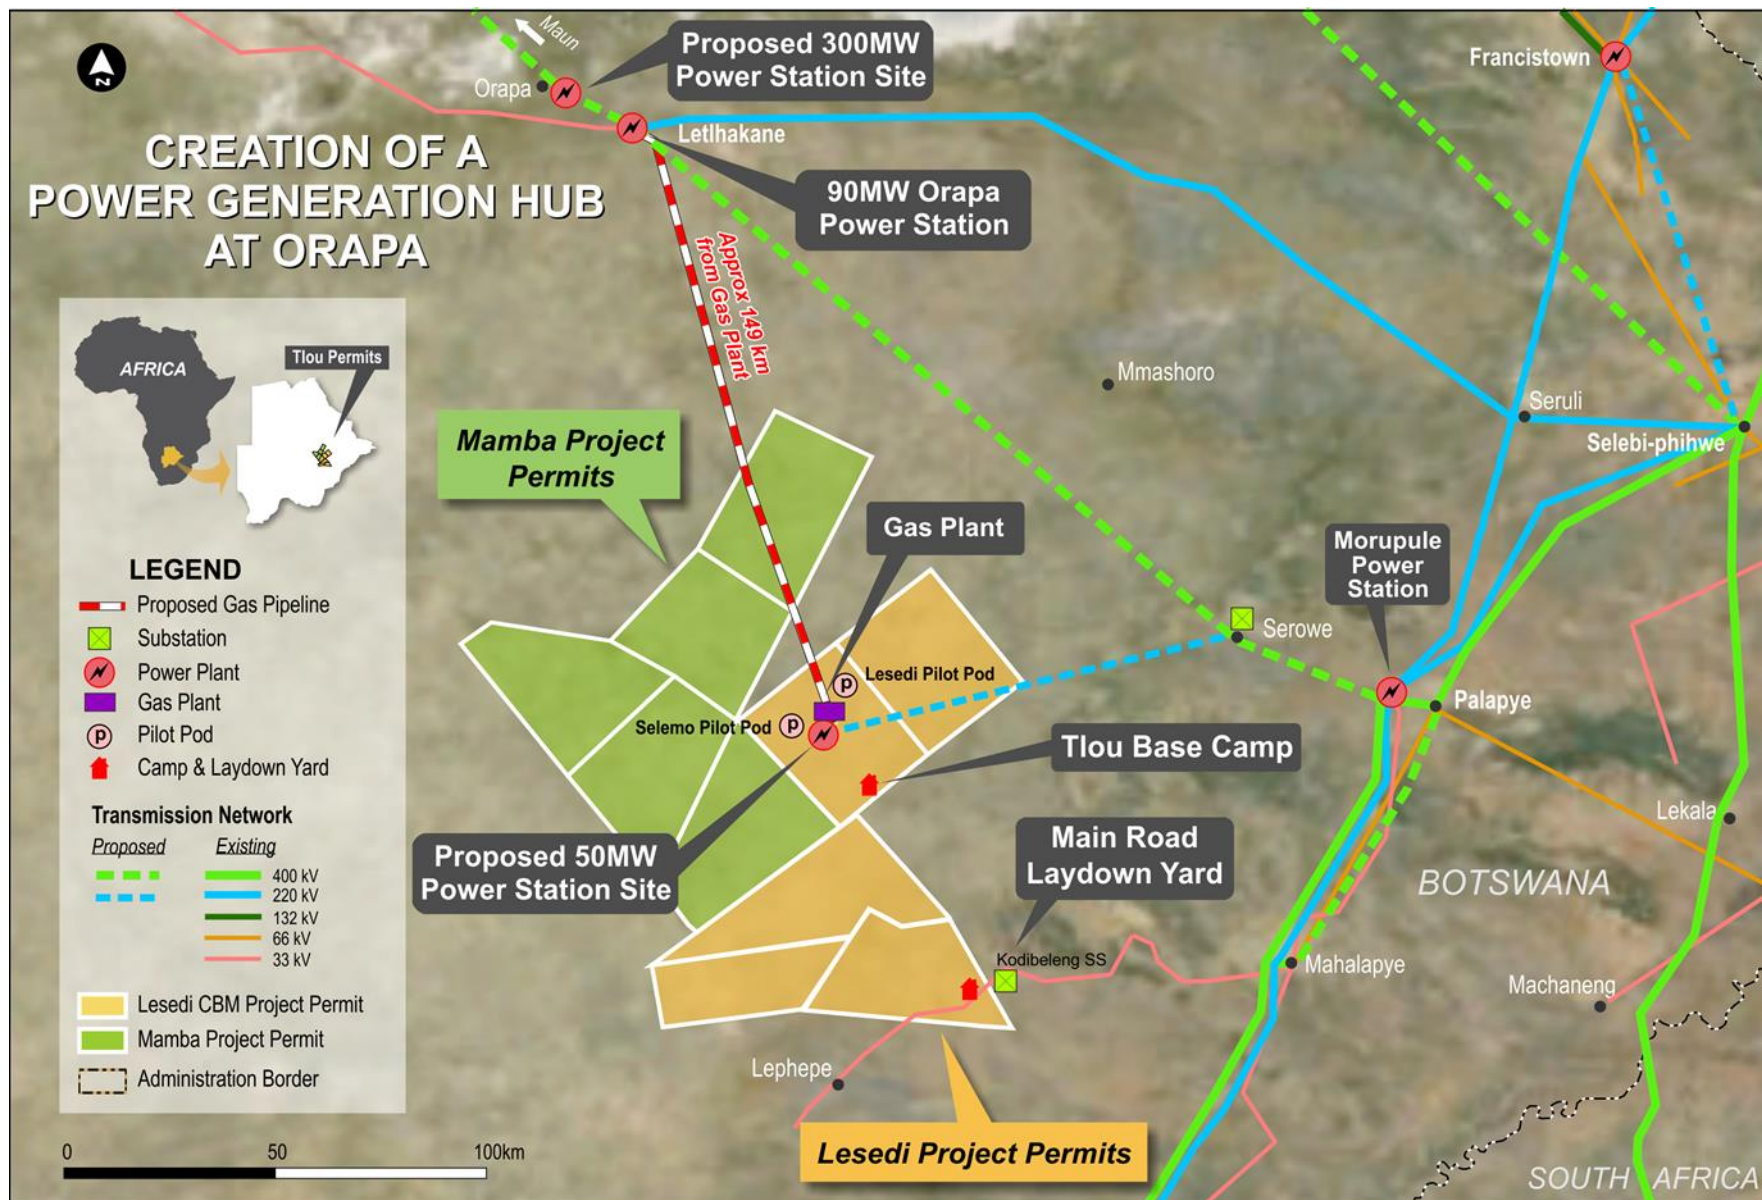 CREATION OF A
POWER GENERATION HUB
AT ORAPA
N
Maun
Orapa
Proposed 300MW
Power Station Site
Letlhakane
90MW Orapa
Power Station
Francistown
Approx 149 km
from Gas Plant
Mmashoro
Seruli
Selebi-phihwe
AFRICA
Tlou Permits
Mamba Project
Permits
Gas Plant
Morupule
Power
Station
Serowe
Palapye
Lesedi Pilot Pod
Selemo Pilot Pod
P
P
Tlou Base Camp
Proposed 50MW
Power Station Site
Main Road
Laydown Yard
Kodibeleng SS
Mahalapye
Lekala
BOTSWANA
Machaneng
Lephepe
Lesedi Project Permits
SOUTH AFRICA
LEGEND
Proposed Gas Pipeline
Substation
Power Plant
Gas Plant
P
Pilot Pod
Camp & Laydown Yard
Transmission Network
Proposed Existing
400 kV
220 kV
132 kV
66 kV
33 kV
Lesedi CBM Project Permit
Mamba Project Permit
Administration Border
0 50 100km